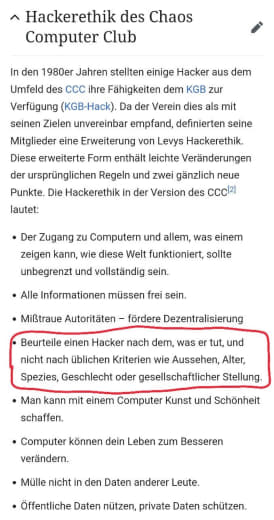 Hackerethik des Chaos
Computer Club
In den 1980er Jahren stellten einige Hacker aus dem
Umfeld des CCC ihre Fähigkeiten dem KGB zur
Verfügung (KGB-Hack). Da der Verein dies als mit
seinen Zielen unvereinbar empfand, definierten seine
Mitglieder eine Erweiterung von Levys Hackerethik.
Diese erweiterte Form enthält leichte Veränderungen
der ursprünglichen Regeln und zwei gänzlich neue
Punkte. Die Hackerethik in der Version des CCC[2]
lautet:
• Der Zugang zu Computern und allem, was einem
zeigen kann, wie diese Welt funktioniert, sollte
unbegrenzt und vollständig sein.
• Alle Informationen müssen frei sein.
• Mißtraue Autoritäten – fördere Dezentralisierung
• Beurteile einen Hacker nach dem, was er tut, und
nicht nach üblichen Kriterien wie Aussehen, Alter,
Spezies, Geschlecht oder gesellschaftlicher Stellung.
• Man kann mit einem Computer Kunst und Schönheit
schaffen.
• Computer können dein Leben zum Besseren
verändern.
• Mülle nicht in den Daten anderer Leute.
• Öffentliche Daten nützen, private Daten schützen.